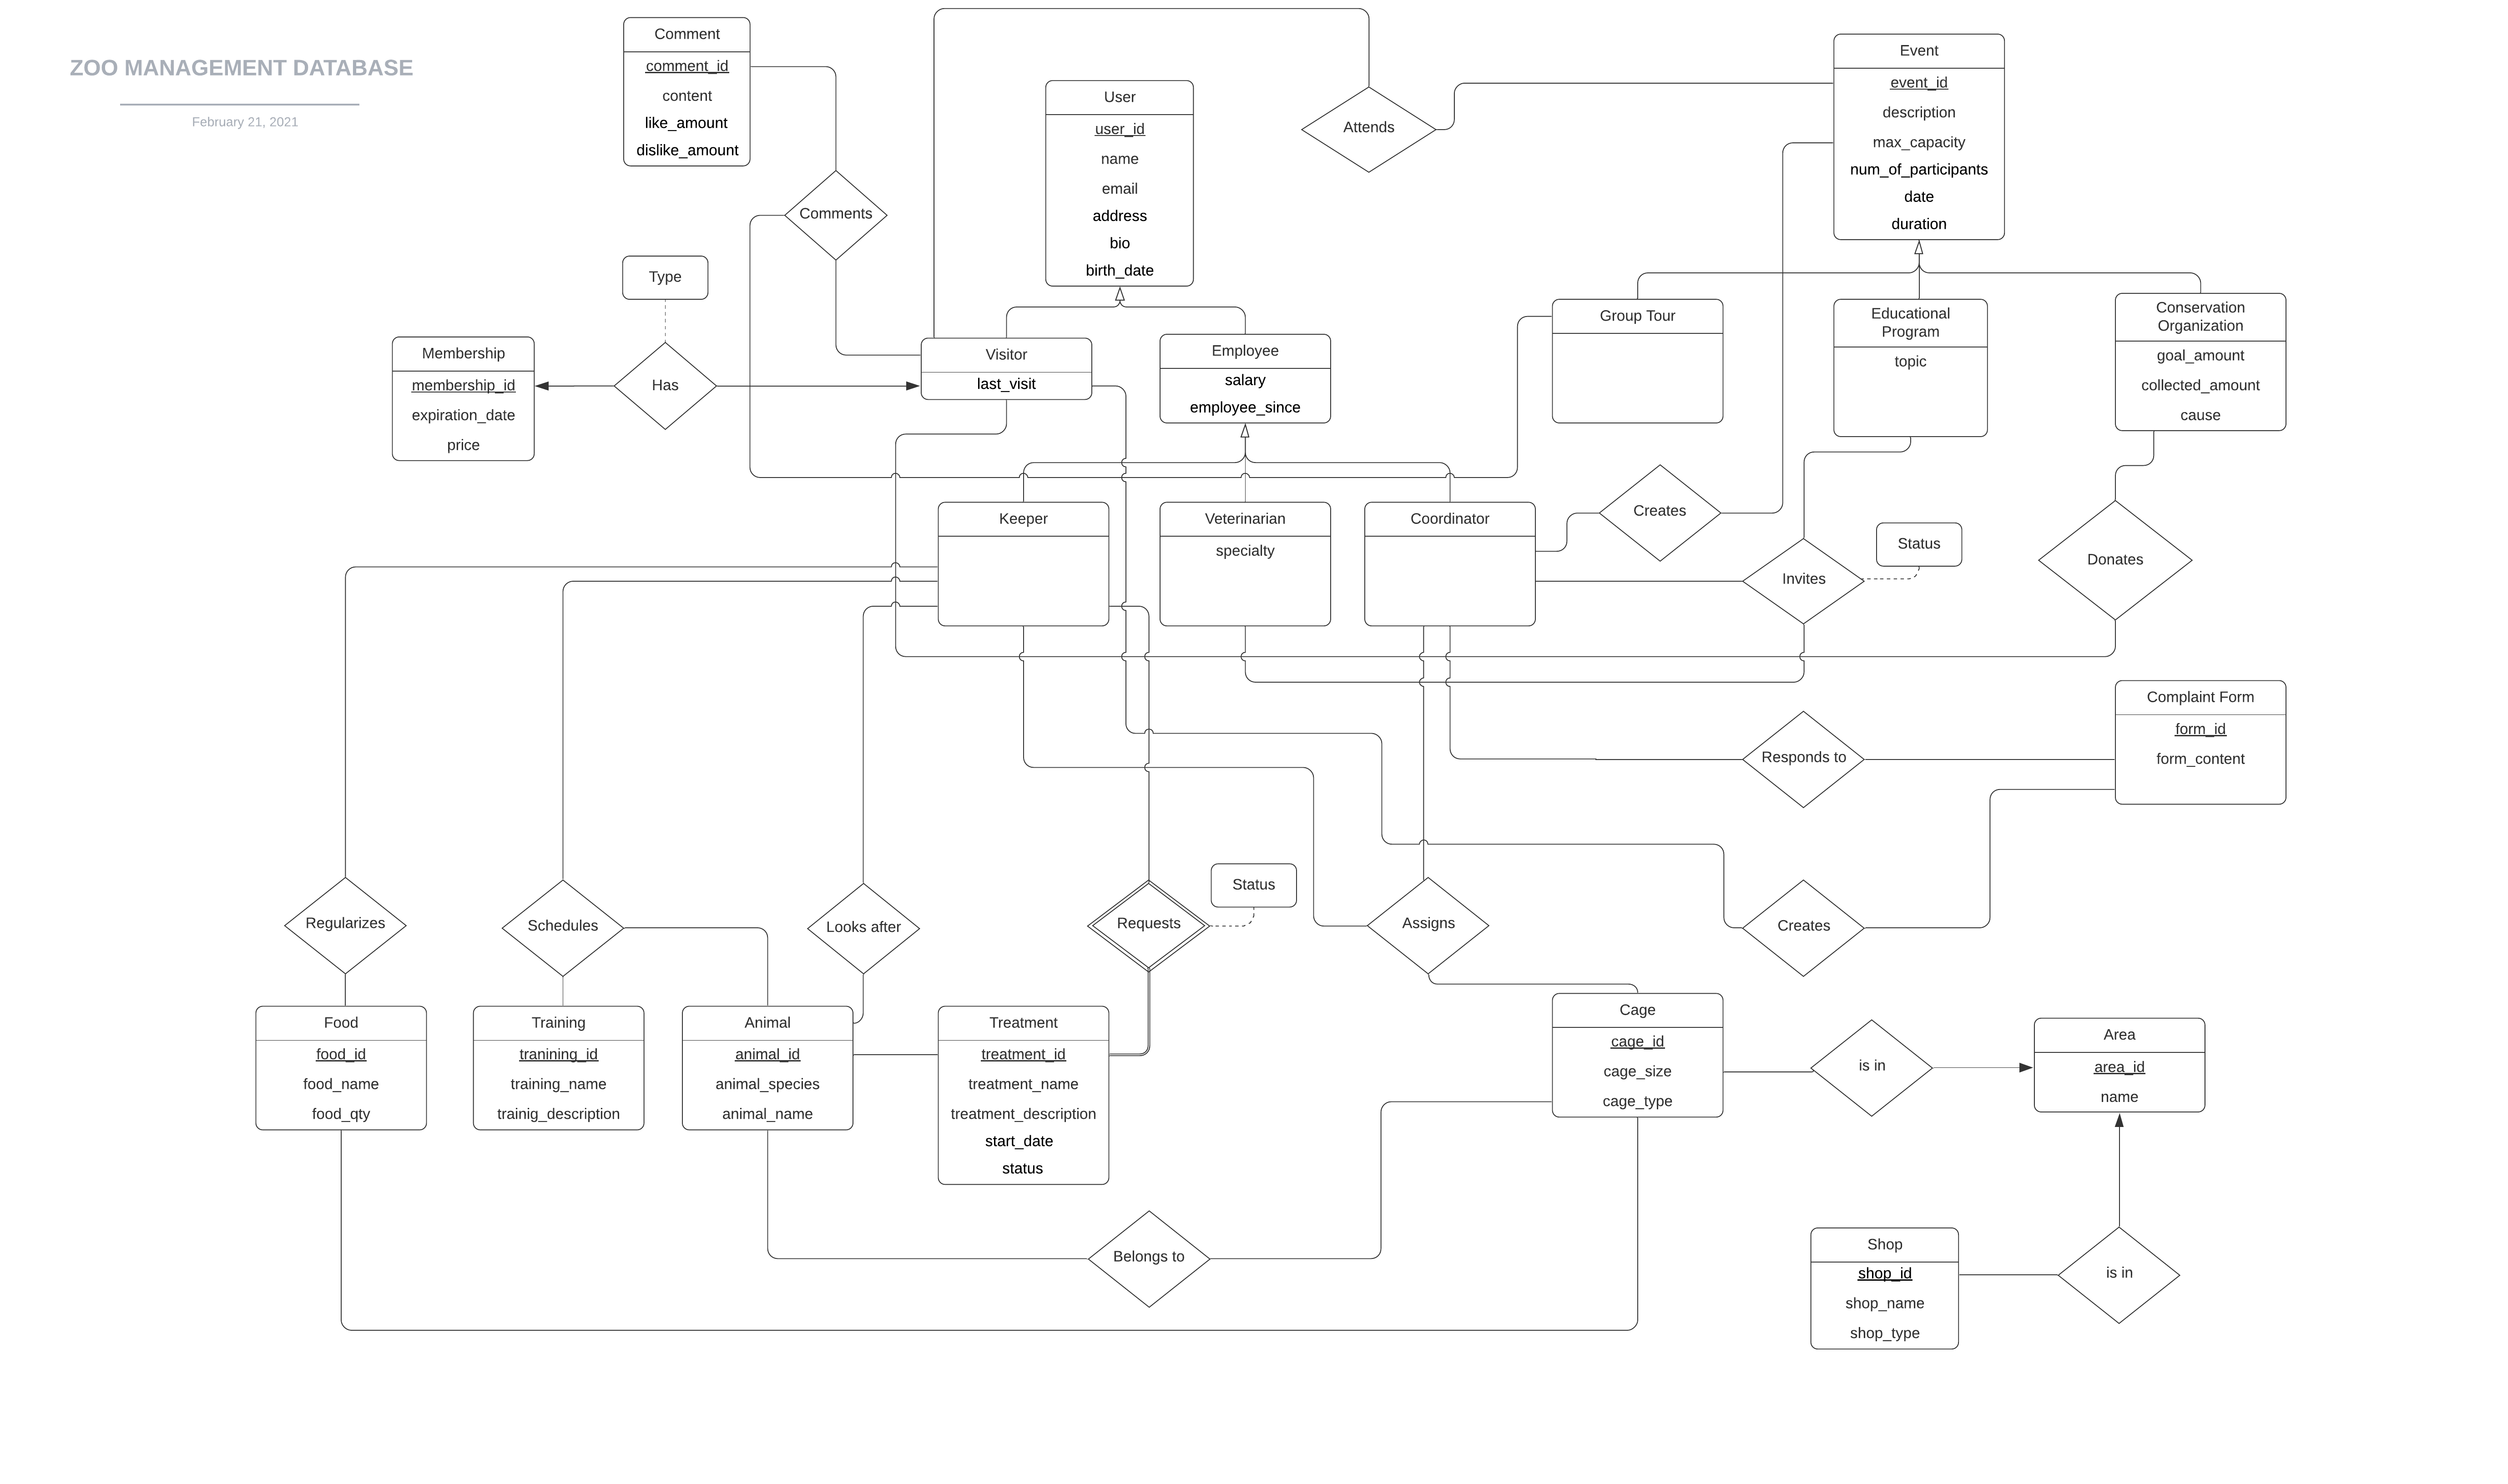 ZOO MANAGEMENT DATABASE
February 21, 2021
Comment
comment_id
content
like_amount
dislike_amount
User
user_id
name
email
address
bio
birth_date
Attends
Event
event_id
description
max_capacity
num_of_participants
date
duration
Comments
Type
Membership
membership_id
expiration_date
price
Has
Visitor
last_visit
Employee
salary
employee_since
Group Tour
Educational
Program
topic
Conservation
Organization
goal_amount
collected_amount
cause
Keeper
Veterinarian
specialty
Coordinator
Creates
Invites
Status
Donates
Complaint Form
form_id
form_content
Responds to
Regularizes
Schedules
Looks after
Requests
Status
Assigns
Creates
Food
food_id
food_name
food_qty
Training
tranining_id
training_name
trainig_description
Animal
animal_id
animal_species
animal_name
Treatment
treatment_id
treatment_name
treatment_description
start_date
status
Cage
cage_id
cage_size
cage_type
is in
Area
area_id
name
Belongs to
Shop
shop_id
shop_name
shop_type
is in